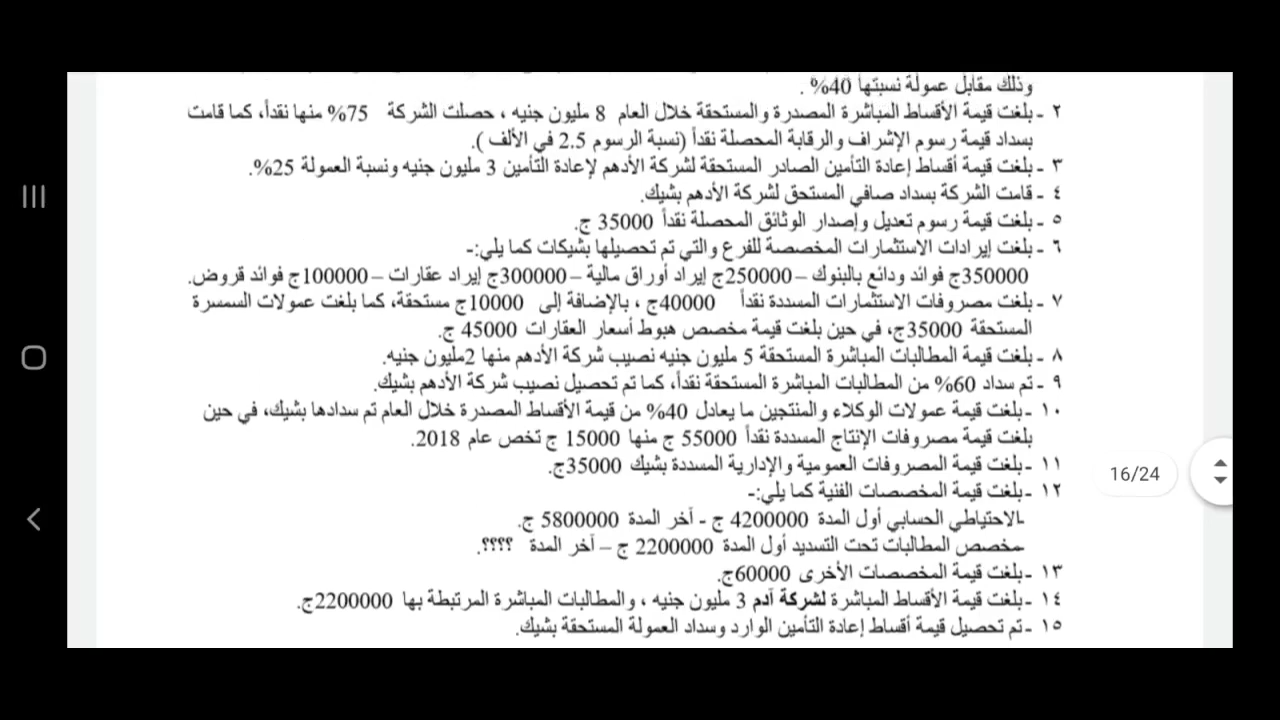 وذلك مقابل عمولة نسبتها 40% .
٢ - بلغت قيمة الأقساط المباشرة المصدرة والمستحقة خلال العام 8 مليون جنيه ، حصلت الشركة 75% منها نقداً، كما قامت
بسداد قيمة رسوم الإشراف والرقابة المحصلة نقداً (نسبة الرسوم 2.5 في الألف ).
٣ - بلغت قيمة أقساط إعادة التأمين الصادر المستحقة لشركة الأدهم لإعادة التأمين 3 مليون جنيه ونسبة العمولة 25%.
٤ - قامت الشركة بسداد صافي المستحق لشركة الأدهم بشيك.
٥ - بلغت قيمة رسوم تعديل وإصدار الوثائق المحصلة نقداً 35000 ج.
٦ - بلغت إيرادات الاستثمارات المخصصة للفرع والتي تم تحصيلها بشيكات كما يلي:-
350000ج فوائد ودائع بالبنوك – 250000ج إيراد أوراق مالية – 300000ج إيراد عقارات – 100000ج فوائد قروض.
٧ - بلغت مصروفات الاستثمارات المسددة نقداً 40000ج ، بالإضافة إلى 10000ج مستحقة، كما بلغت عمولات السمسرة
المستحقة 35000ج، في حين بلغت قيمة مخصص هبوط أسعار العقارات 45000 ج.
٨ - بلغت قيمة المطالبات المباشرة المستحقة 5 مليون جنيه نصيب شركة الأدهم منها 2مليون جنيه.
٩ - تم سداد 60% من المطالبات المباشرة المستحقة نقداً، كما تم تحصيل نصيب شركة الأدهم بشيك.
١٠ - بلغت قيمة عمولات الوكلاء والمنتجين ما يعادل 40% من قيمة الأقساط المصدرة خلال العام تم سدادها بشيك، في حين
بلغت قيمة مصروفات الإنتاج المسددة نقداً 55000 ج منها 15000 ج تخص عام 2018.
١١ - بلغت قيمة المصروفات العمومية والإدارية المسددة بشيك 35000ج.
١٢ - بلغت قيمة المخصصات الفنية كما يلي:-
-الاحتياطي الحسابي أول المدة 4200000 ج - آخر المدة 5800000 ج.
-مخصص المطالبات تحت التسديد أول المدة 2200000 ج – آخر المدة ؟؟؟؟.
١٣ - بلغت قيمة المخصصات الأخرى 60000ج.
١٤ - بلغت قيمة الأقساط المباشرة لشركة آدم 3 مليون جنيه ، والمطالبات المباشرة المرتبطة بها 2200000ج.
١٥ - تم تحصيل قيمة أقساط إعادة التأمين الوارد وسداد العمولة المستحقة بشيك.
16/24